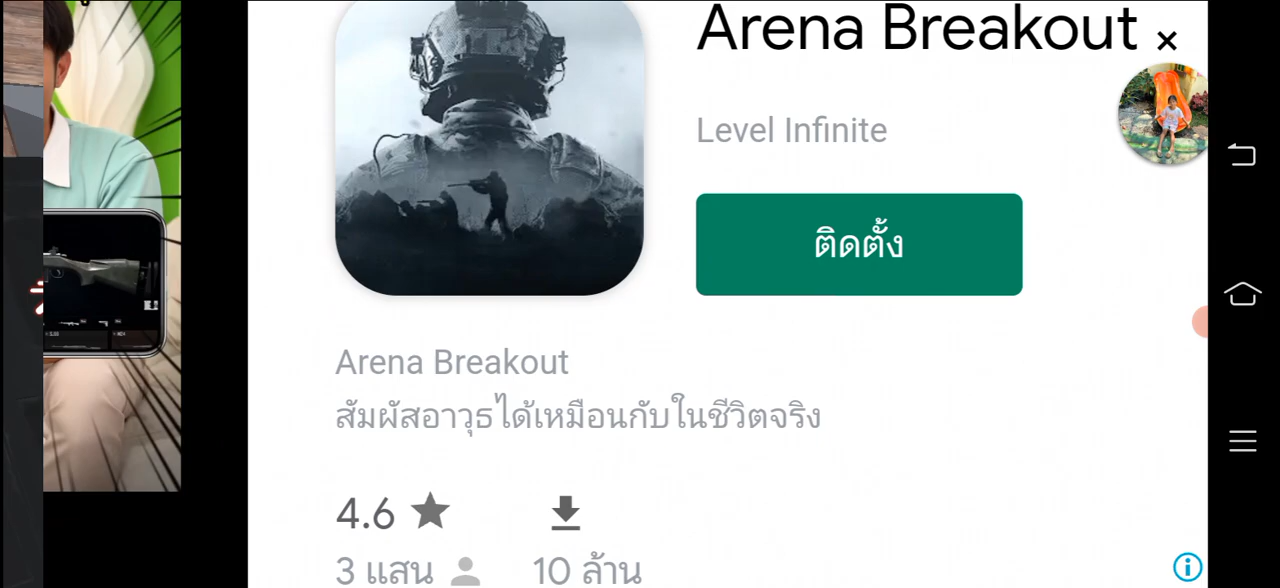 Arena Breakout
Level Infinite
ติดตั้ง
Arena Breakout
สัมผัสอาวุธได้เหมือนกับในชีวิตจริง
4.6
3 แสน
10 ล้าน